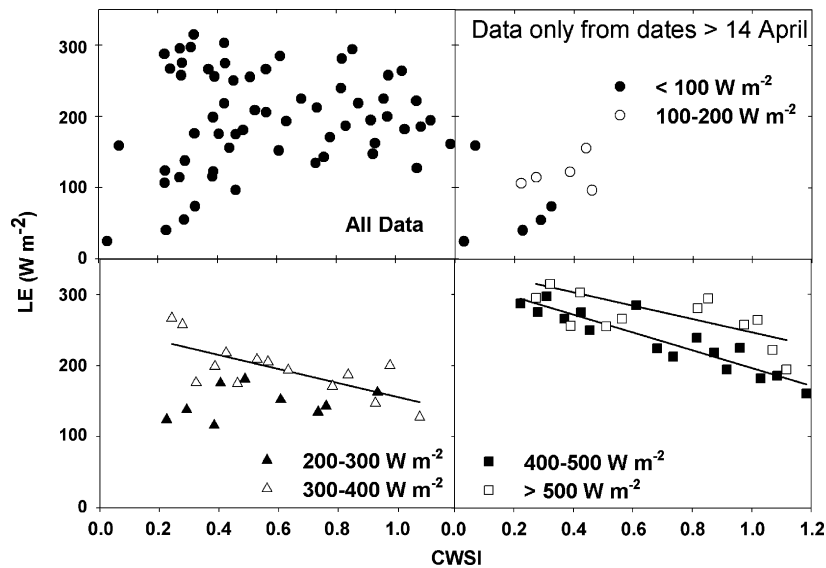 Data only from dates > 14 April
300
200
100
0
LE (W m-2)
All Data
< 100 W m-2
100-200 W m-2
300
200
100
0
200-300 W m-2
300-400 W m-2
400-500 W m-2
> 500 W m-2
0.0 0.2 0.4 0.6 0.8 1.0 0.0 0.2 0.4 0.6 0.8 1.0 1.2
CWSI